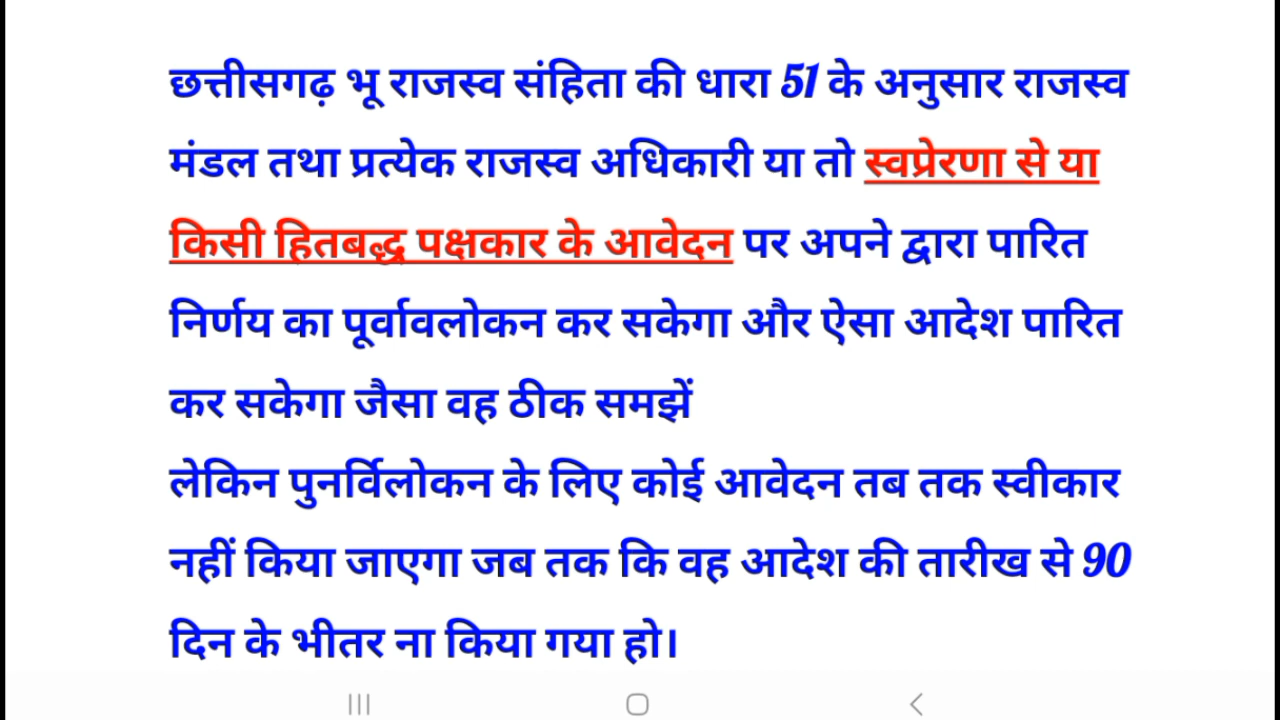 छत्तीसगढ़ भू राजस्व संहिता की धारा 51 के अनुसार राजस्व
मंडल तथा प्रत्येक राजस्व अधिकारी या तो स्वप्रेरणा से या
किसी हितबद्ध पक्षकार के आवेदन पर अपने द्वारा पारित
निर्णय का पूर्वावलोकन कर सकेगा और ऐसा आदेश पारित
कर सकेगा जैसा वह ठीक समझें
लेकिन पुनर्विलोकन के लिए कोई आवेदन तब तक स्वीकार
नहीं किया जाएगा जब तक कि वह आदेश की तारीख से 90
दिन के भीतर ना किया गया हो।